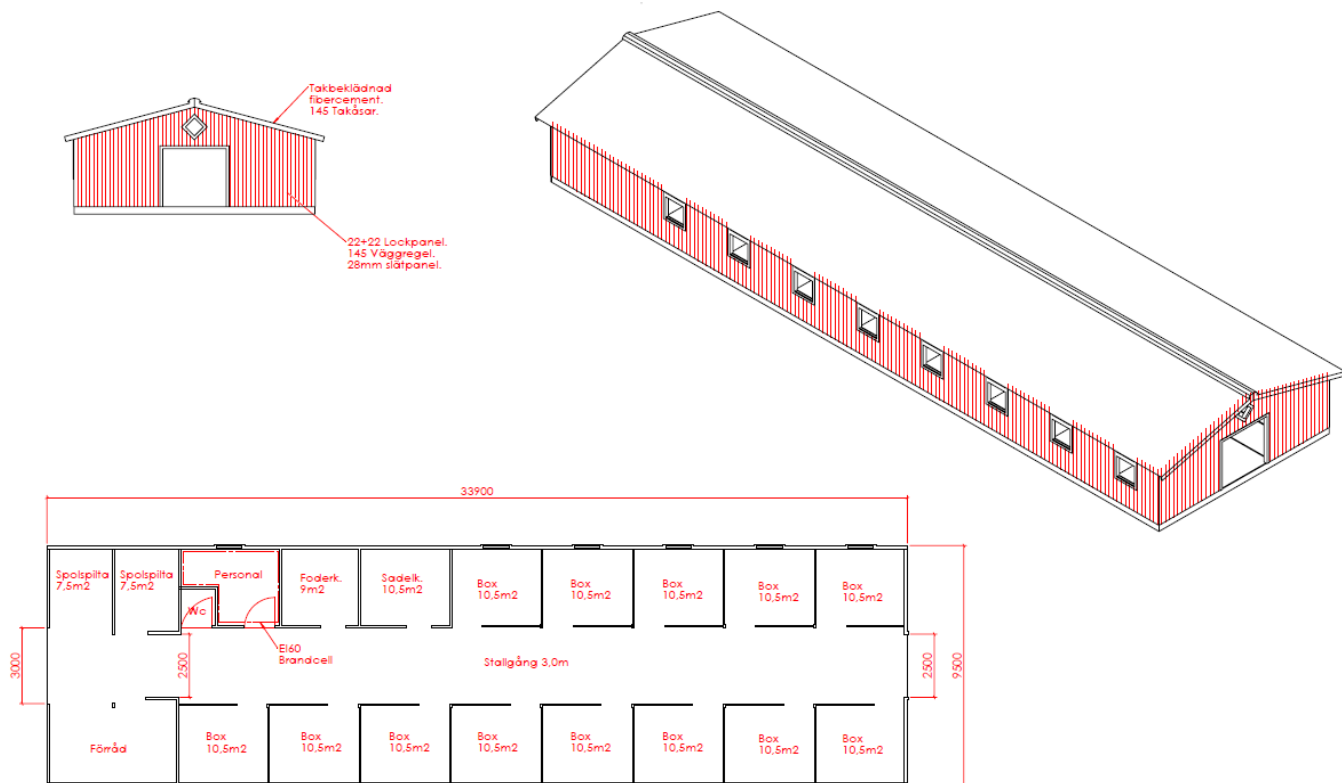 Takbeklädnad
fibercement.
145 Takåsar.
22+22 Lockpanel.
145 Väggregel.
28mm slätpanel.
33900
Spolspilta
7,5m2
Spolspilta
7,5m2
Personal
Foderk.
9m2
Sadelk.
10,5m2
Box
10,5m2
Box
10,5m2
Box
10,5m2
Box
10,5m2
Box
10,5m2
Wc
EI60
Brandcell
3000
2500
Stallgång 3,0m
2500
9500
Förråd
Box
10,5m2
Box
10,5m2
Box
10,5m2
Box
10,5m2
Box
10,5m2
Box
10,5m2
Box
10,5m2
Box
10,5m2